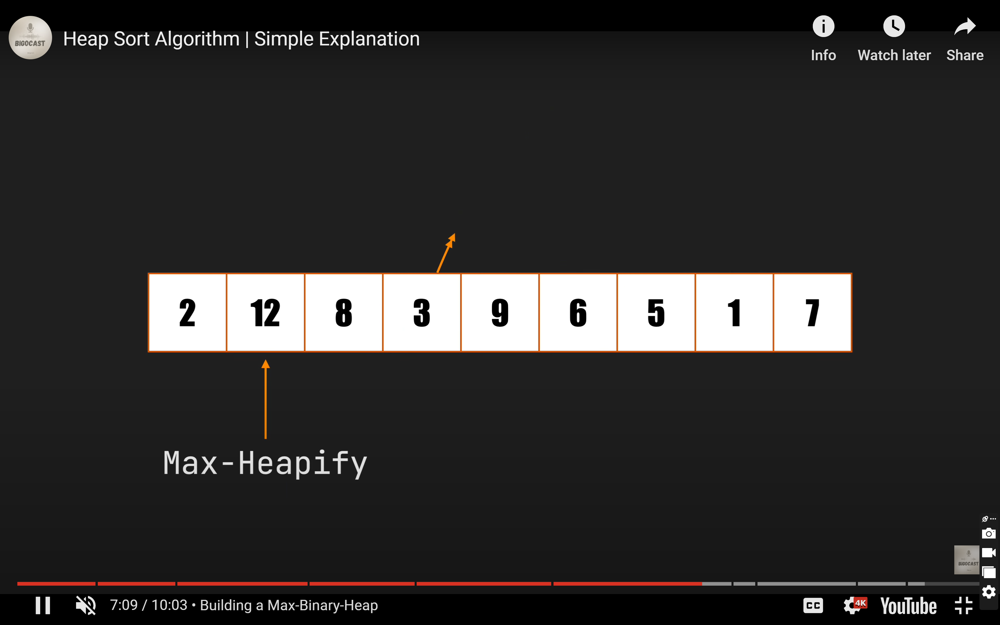 BIGOCAST
Heap Sort Algorithm | Simple Explanation
Info
Watch later
Share
2 12 8 3 9 6 5 1 7
Max-Heapify
BIGOCAST
7:09 / 10:03 • Building a Max-Binary-Heap
CC
4K
YouTube